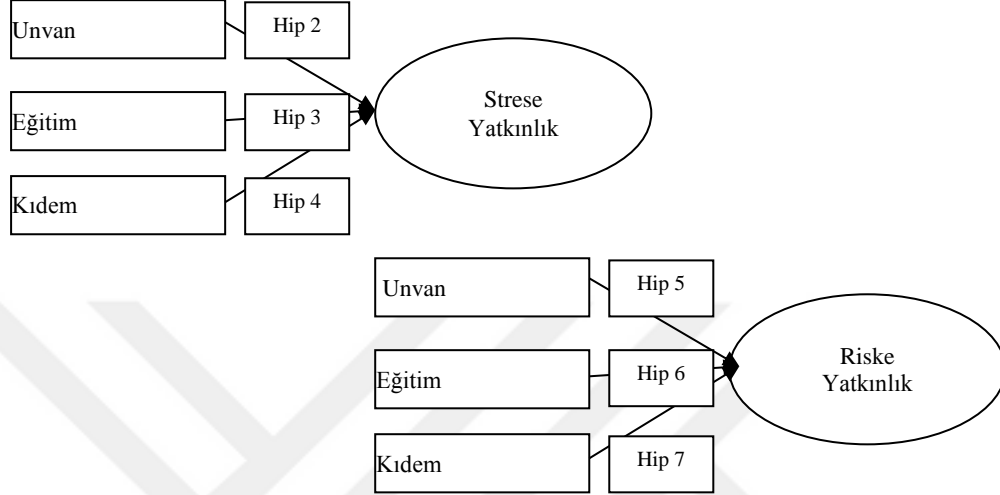 Unvan
Hip 2
Eğitim
Hip 3
Kıdem
Hip 4
Strese
Yatkınlık
Unvan
Hip 5
Eğitim
Hip 6
Kıdem
Hip 7
Riske
Yatkınlık